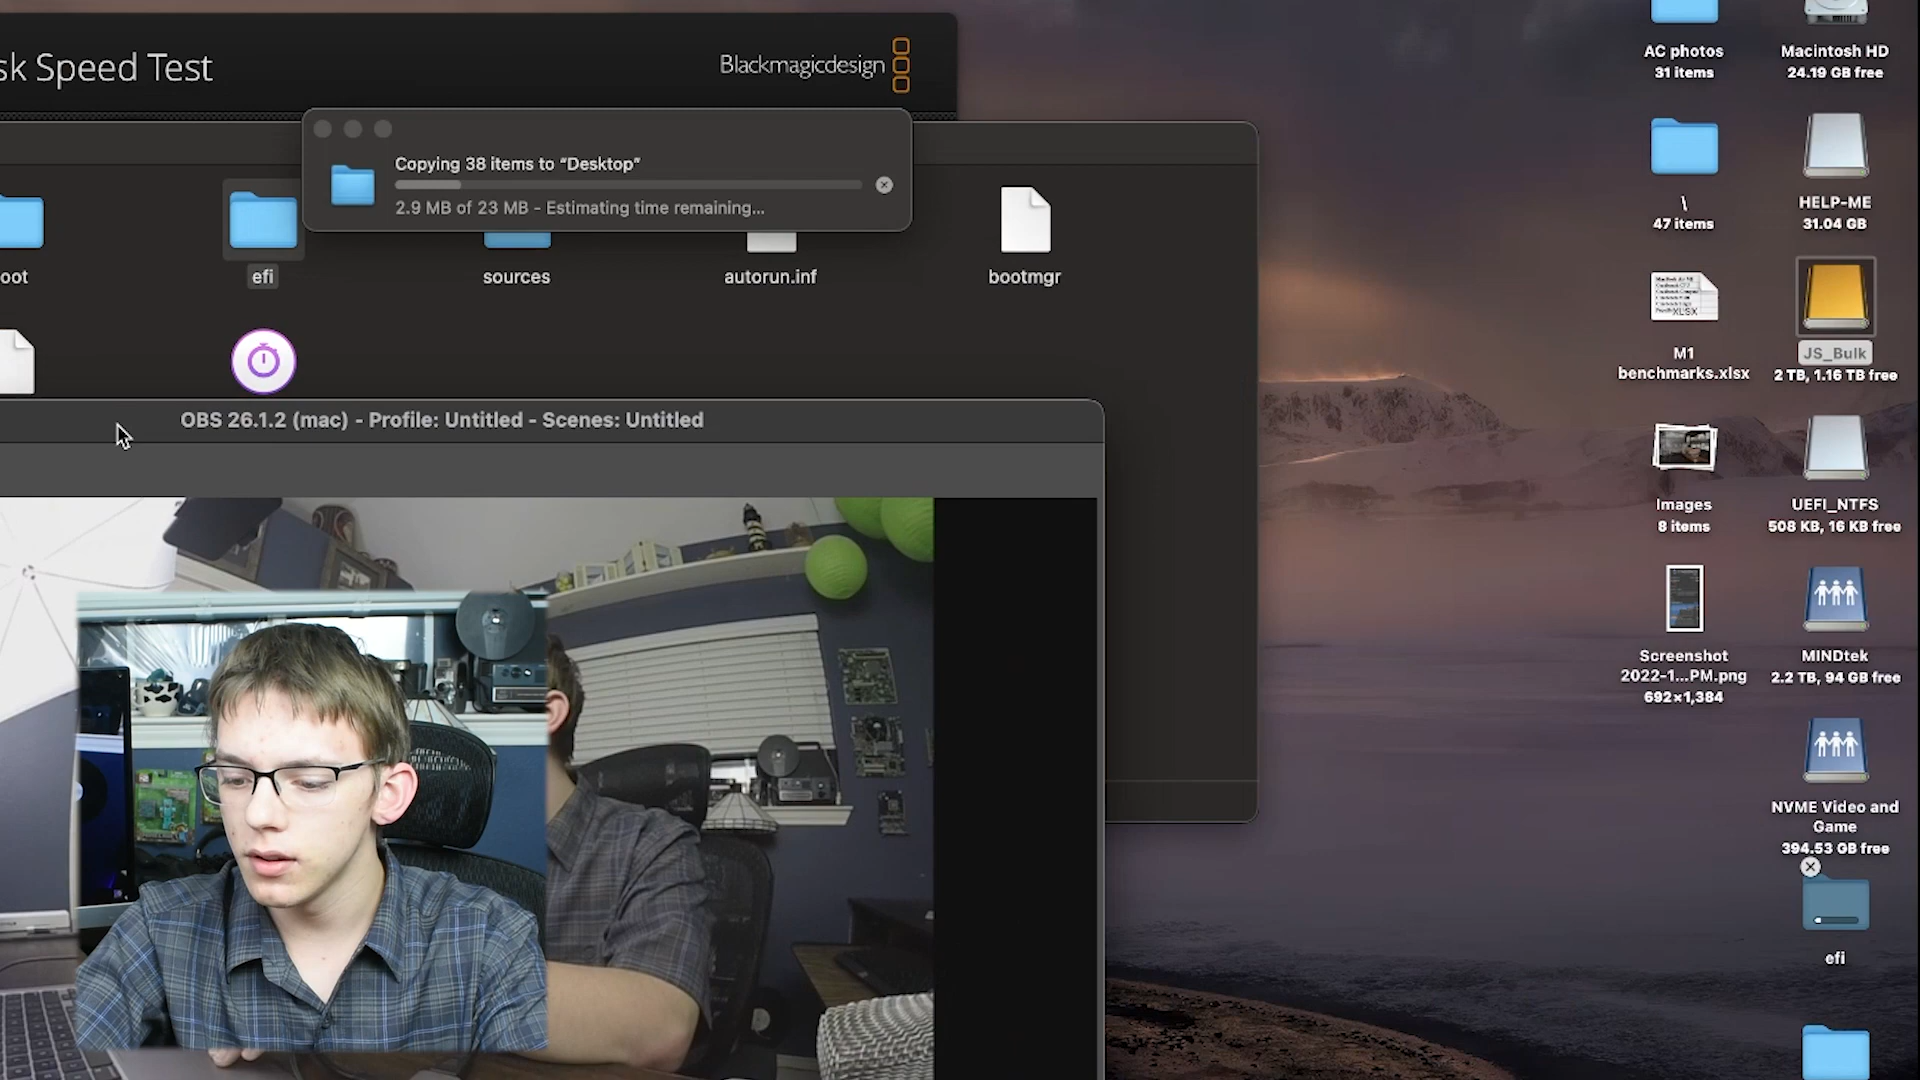 sk Speed Test
Blackmagicdesign
Copying 38 items to “Desktop”
2.9 MB of 23 MB - Estimating time remaining...
oot
efi
sources
autorun.inf
bootmgr
OBS 26.1.2 (mac) - Profile: Untitled - Scenes: Untitled
AC photos
31 items
Macintosh HD
24.19 GB free
\
47 items
HELP-ME
31.04 GB
XLSX
M1
benchmarks.xlsx
JS_Bulk
2 TB, 1.16 TB free
Images
8 items
UEFI_NTFS
508 KB, 16 KB free
Screenshot
2022-1...PM.png
692×1,384
MINDtek
2.2 TB, 94 GB free
NVME Video and
Game
394.53 GB free
efi